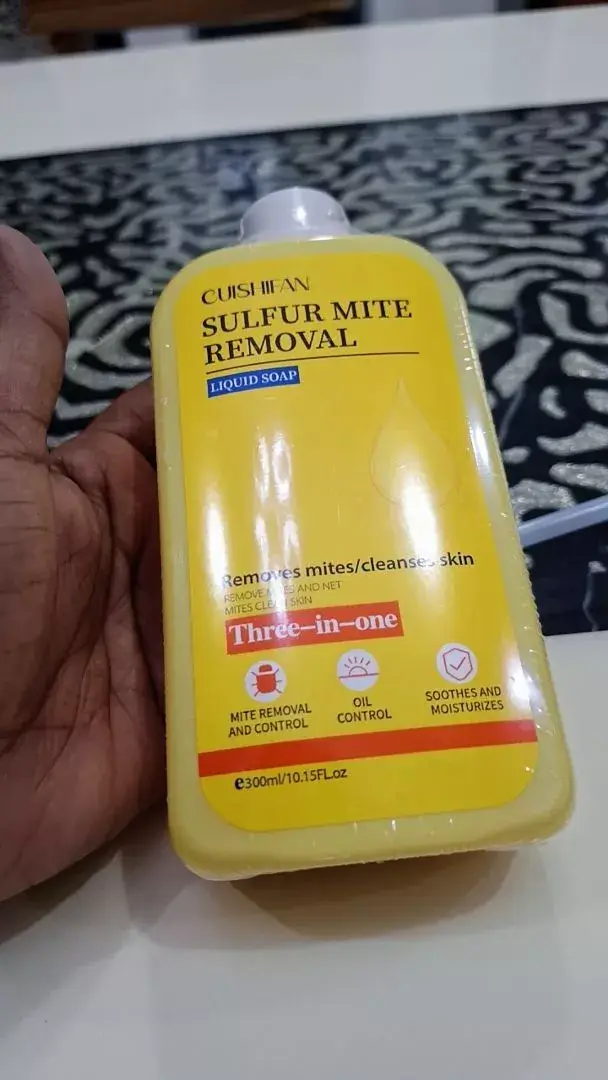 CUISHIFAN
SULFUR MITE
REMOVAL
LIQUID SOAP
Removes mites/cleanses skin
REMOVE MITES AND NET
MITES CLEAN SKIN
Three-in-one
MITE REMOVAL
AND CONTROL
OIL
CONTROL
SOOTHES AND
MOISTURIZES
e300ml/10.15FL.oz